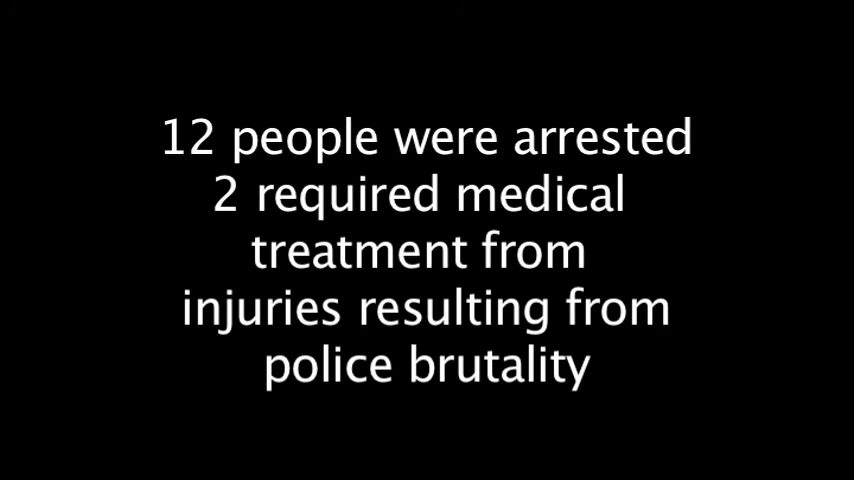 12 people were arrested
2 required medical
treatment from
injuries resulting from
police brutality